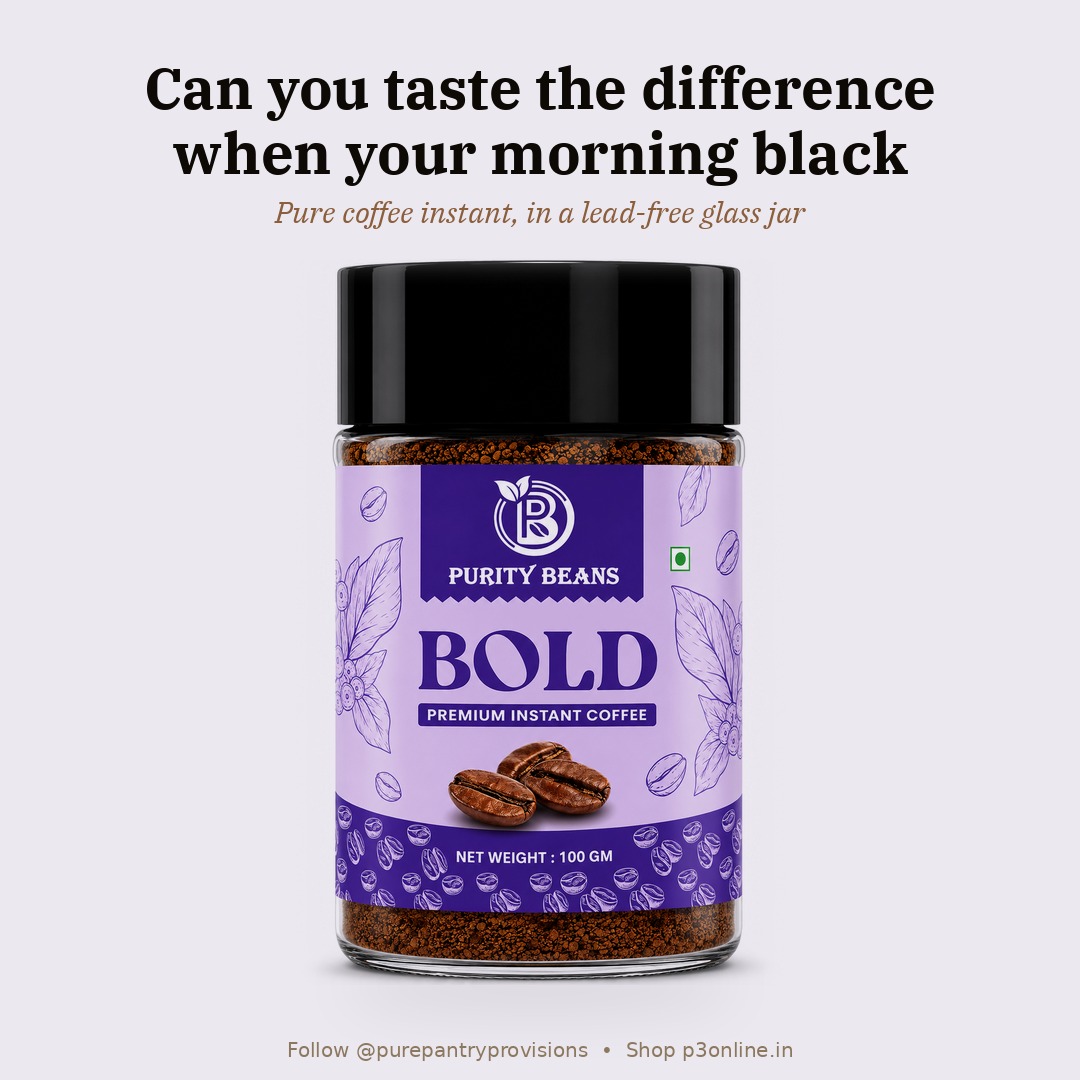 Can you taste the difference
when your morning black
Pure coffee instant, in a lead-free glass jar
PURITY BEANS
BOLD
PREMIUM INSTANT COFFEE
NET WEIGHT : 100 GM
Follow @purepantryprovisions • Shop p3online.in